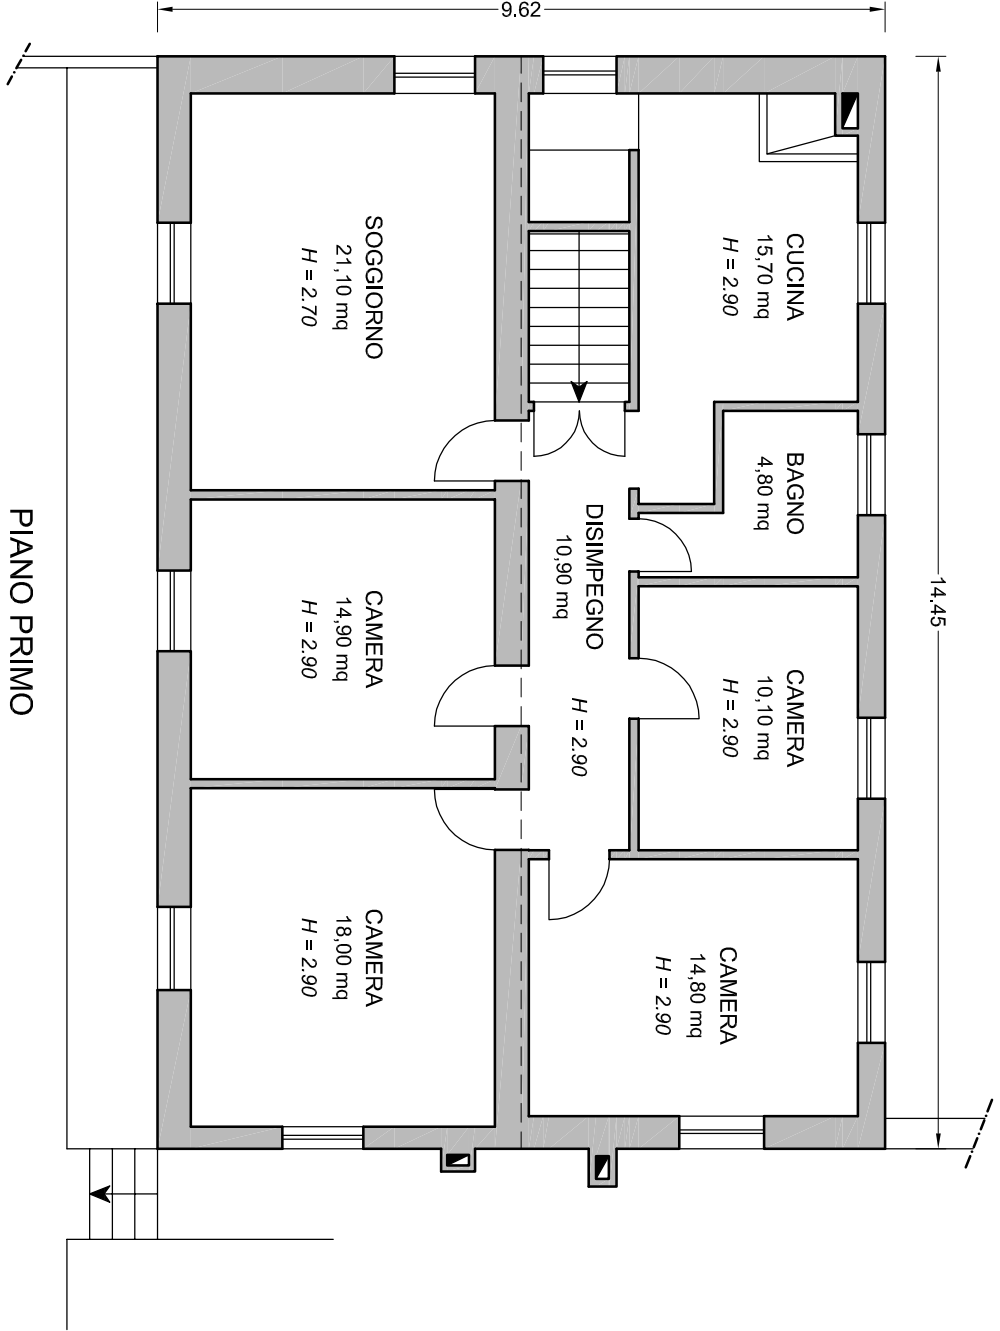 9.62
14.45
SOGGIORNO
21,10 mq
H = 2.70
CUCINA
15,70 mq
H = 2.90
BAGNO
4,80 mq
DISIMPEGNO
10,90 mq
H = 2.90
CAMERA
14,90 mq
H = 2.90
CAMERA
10,10 mq
H = 2.90
CAMERA
18,00 mq
H = 2.90
CAMERA
14,80 mq
H = 2.90
PIANO PRIMO